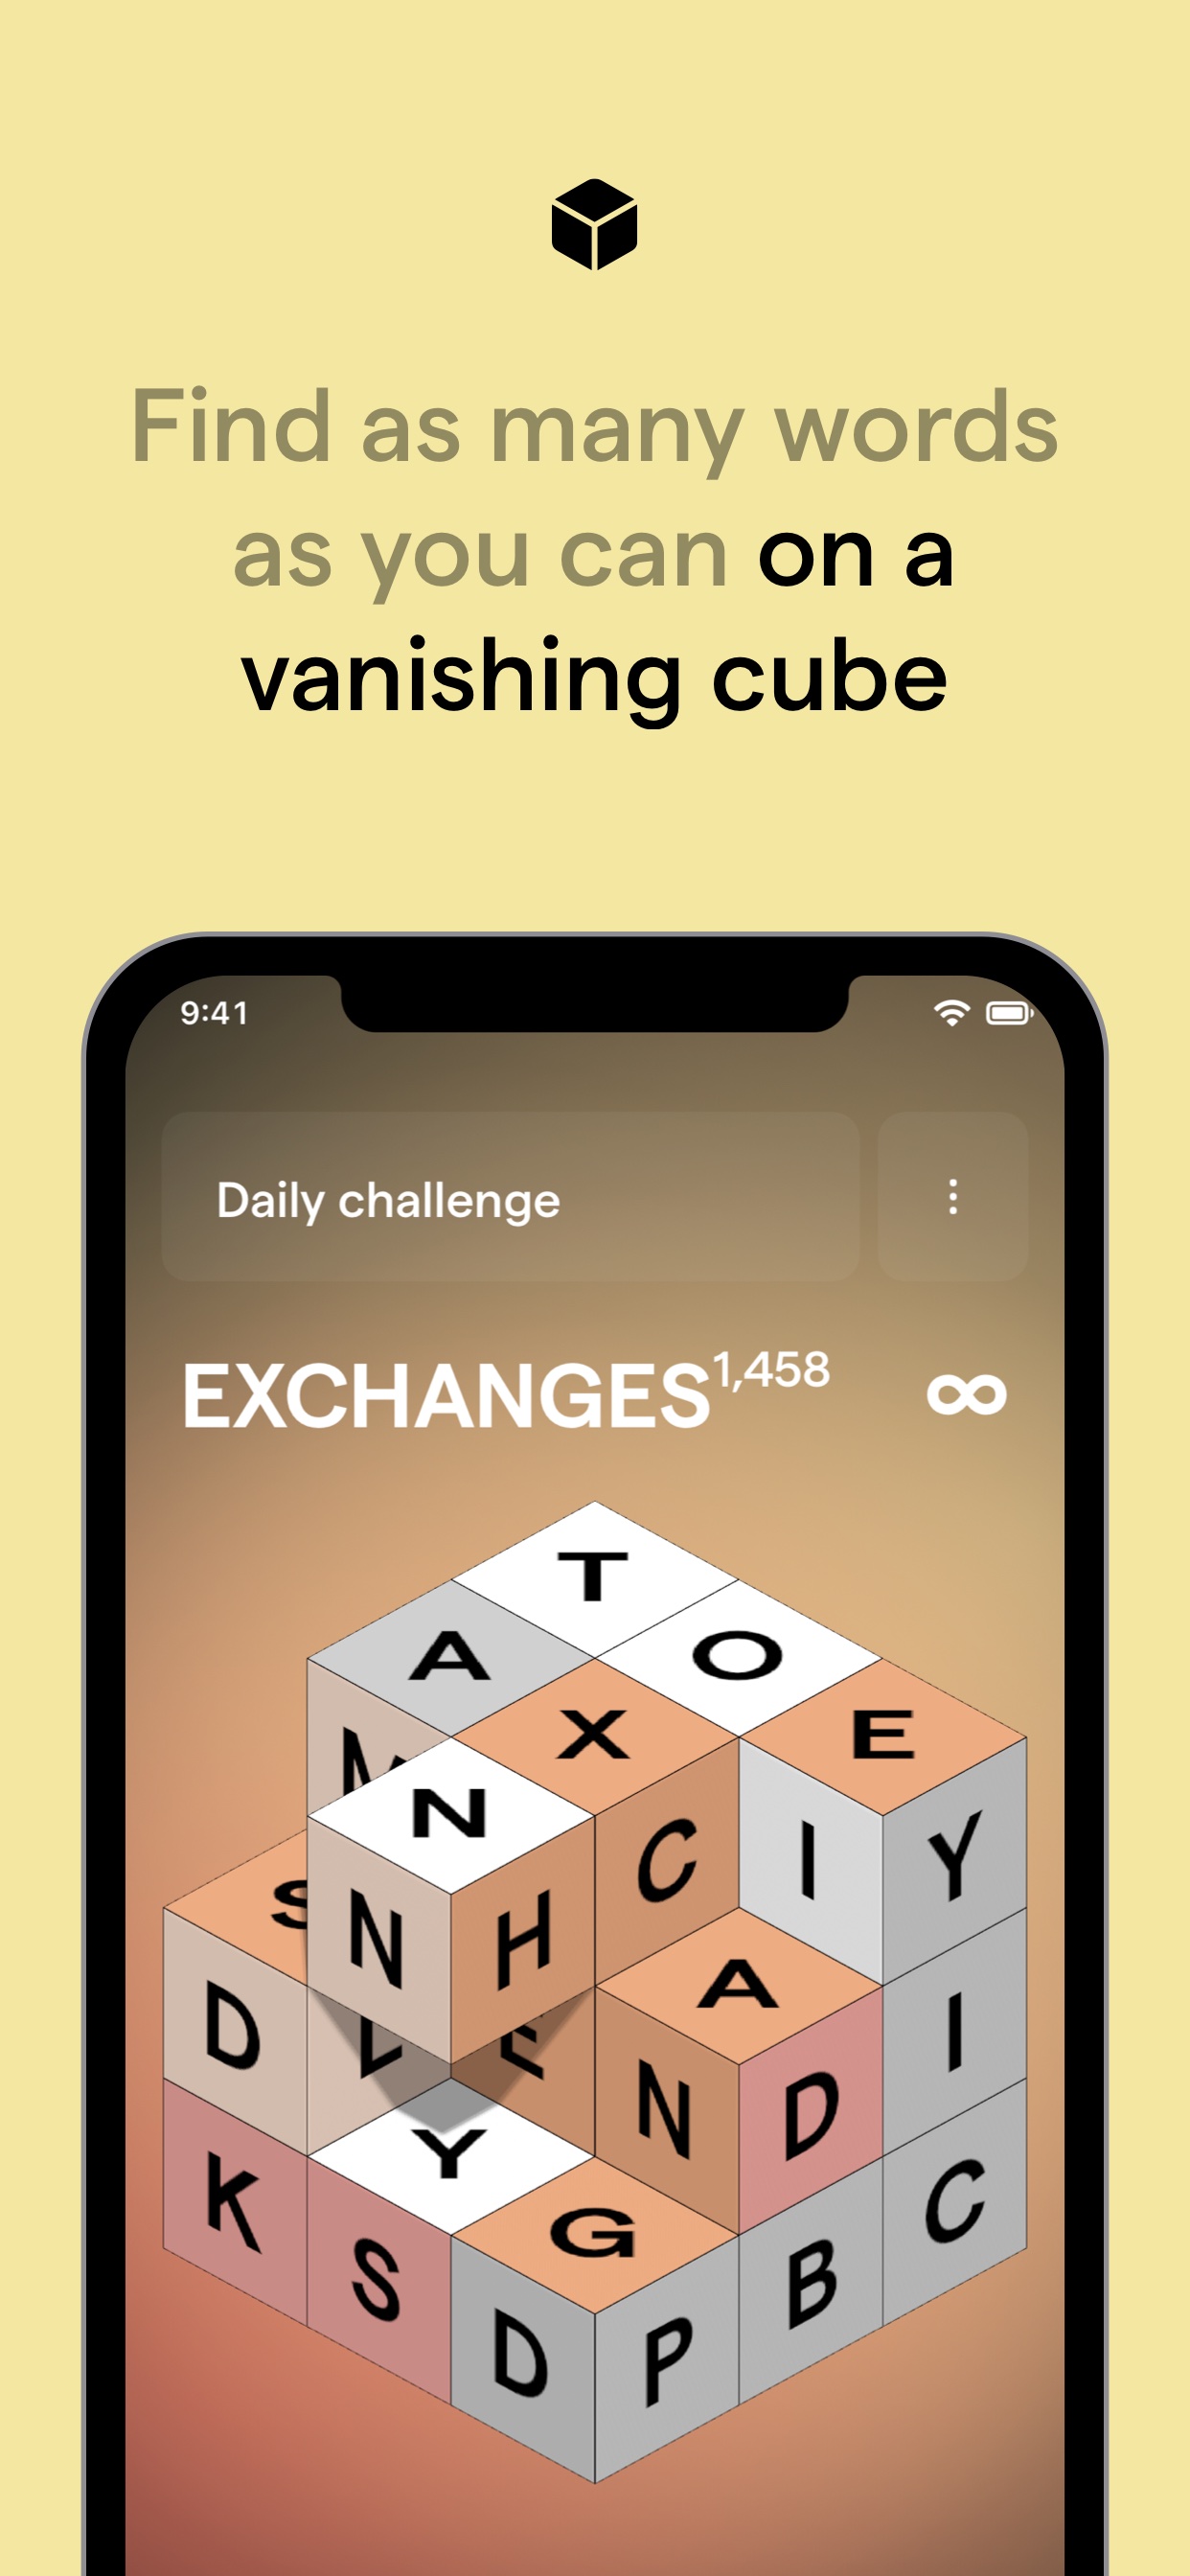 Find as many words
as you can on a
vanishing cube
9:41
Daily challenge
EXCHANGES 1,458 ∞
T
A O
X E
N
N H C I Y
S
D A
L E N D I
Y
K G C
S B
D P